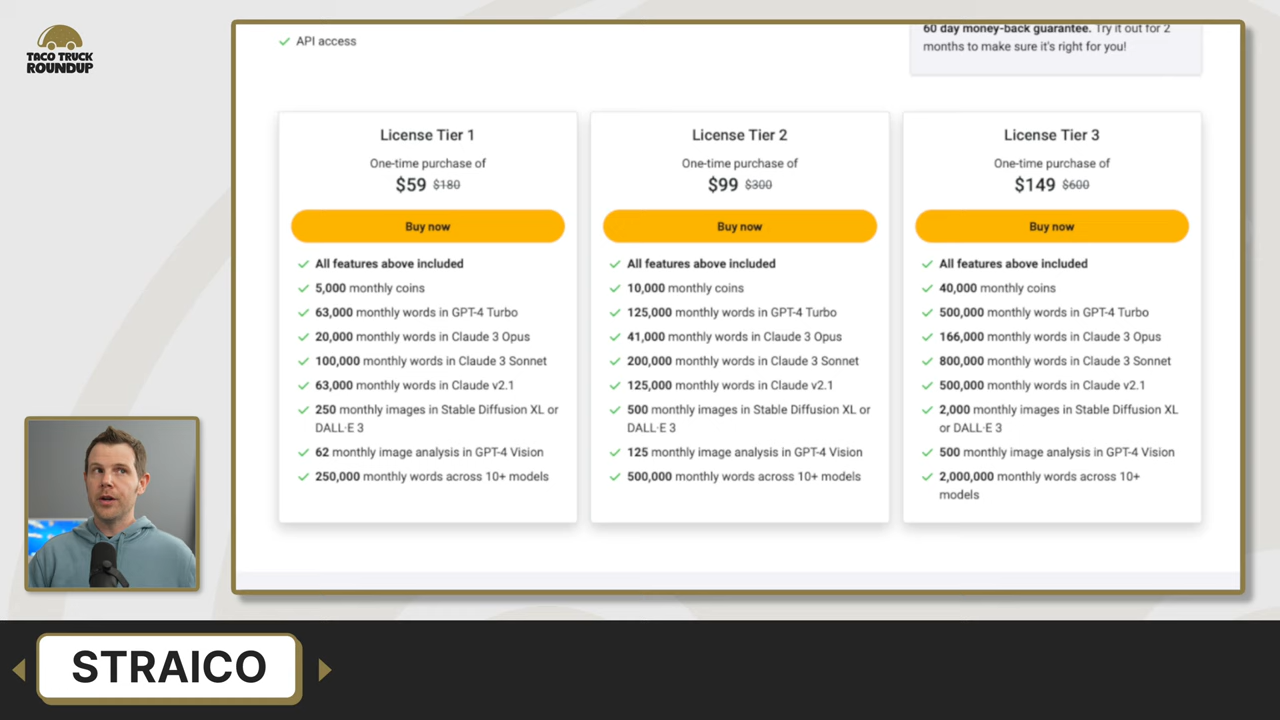 TACO TRUCK
ROUNDUP
API access
60 day money-back guarantee. Try it out for 2
months to make sure it's right for you!
License Tier 1
One-time purchase of
$59 $180
Buy now
All features above included
5,000 monthly coins
63,000 monthly words in GPT-4 Turbo
20,000 monthly words in Claude 3 Opus
100,000 monthly words in Claude 3 Sonnet
63,000 monthly words in Claude v2.1
250 monthly images in Stable Diffusion XL or
DALL·E 3
62 monthly image analysis in GPT-4 Vision
250,000 monthly words across 10+ models
License Tier 2
One-time purchase of
$99 $300
Buy now
All features above included
10,000 monthly coins
125,000 monthly words in GPT-4 Turbo
41,000 monthly words in Claude 3 Opus
200,000 monthly words in Claude 3 Sonnet
125,000 monthly words in Claude v2.1
500 monthly images in Stable Diffusion XL or
DALL·E 3
125 monthly image analysis in GPT-4 Vision
500,000 monthly words across 10+ models
License Tier 3
One-time purchase of
$149 $600
Buy now
All features above included
40,000 monthly coins
500,000 monthly words in GPT-4 Turbo
166,000 monthly words in Claude 3 Opus
800,000 monthly words in Claude 3 Sonnet
500,000 monthly words in Claude v2.1
2,000 monthly images in Stable Diffusion XL
or DALL·E 3
500 monthly image analysis in GPT-4 Vision
2,000,000 monthly words across 10+
models
STRAICO